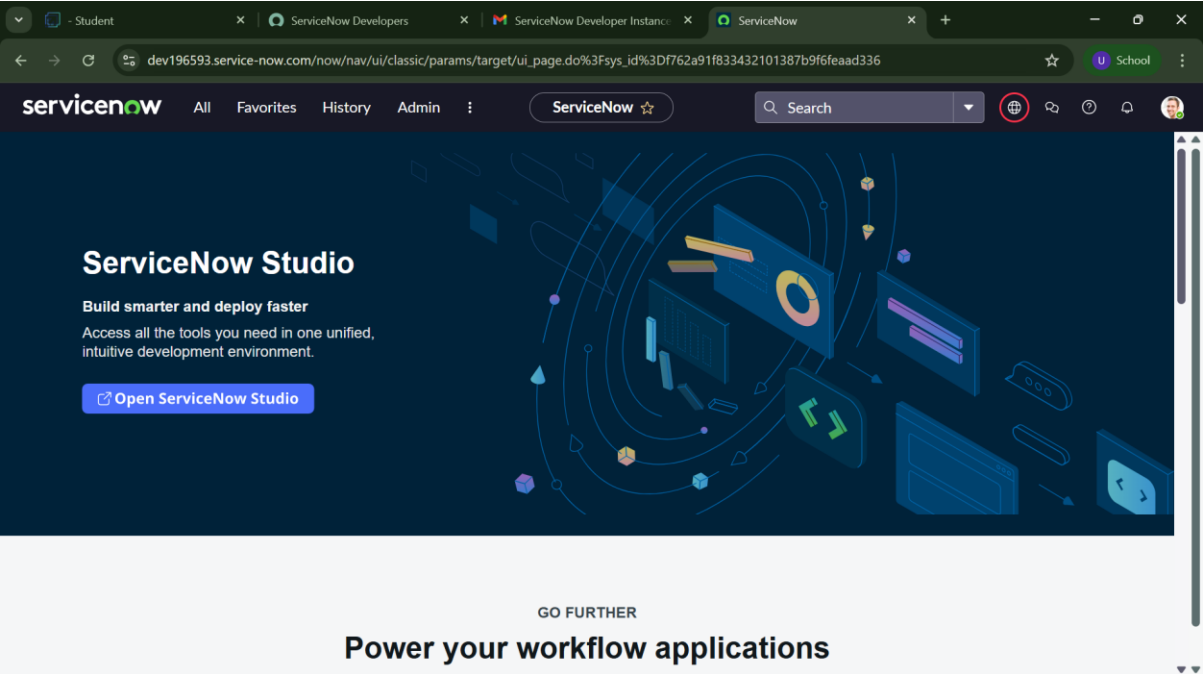 - Student
ServiceNow Developers
ServiceNow Developer Instance
ServiceNow
dev196593.service-now.com/now/nav/ui/classic/params/target/ui_page.do%3Fsys_id%3Df762a91f833432101387b9f6feaad336
U School
servicenow All Favorites History Admin ServiceNow Search
ServiceNow Studio
Build smarter and deploy faster
Access all the tools you need in one unified,
intuitive development environment.
Open ServiceNow Studio
GO FURTHER
Power your workflow applications